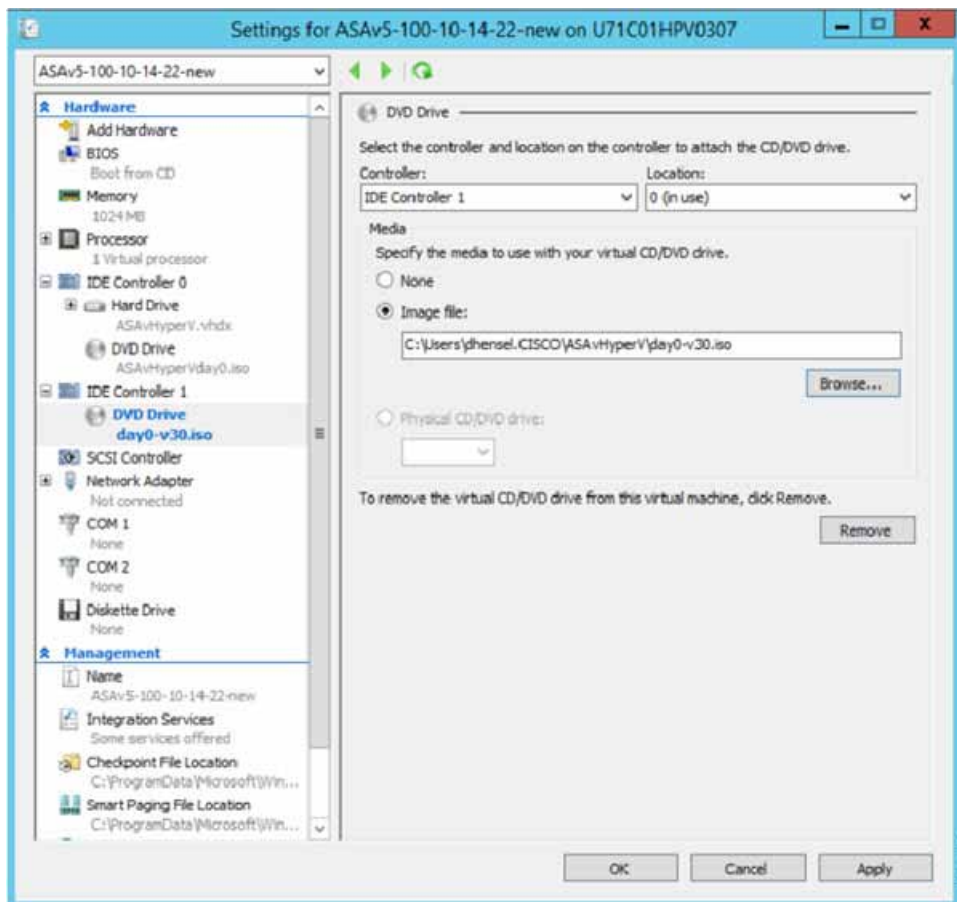 Settings for ASAv5-100-10-14-22-new on U71C01HPV0307
X
ASAv5-100-10-14-22-new
Hardware
Add Hardware
BIOS
Boot from CD
Memory
1024 MB
Processor
1 Virtual processor
IDE Controller 0
Hard Drive
ASAvHyperV.vhdx
DVD Drive
ASAvHyperVday0.iso
IDE Controller 1
DVD Drive
day0-v30.iso
SCSI Controller
Network Adapter
Not connected
COM 1
None
COM 2
None
Diskette Drive
None
Management
Name
ASAv5-100-10-14-22-new
Integration Services
Some services offered
Checkpoint File Location
C:\ProgramData\Microsoft\Win...
Smart Paging File Location
C:\ProgramData\Microsoft\Win...
DVD Drive
Select the controller and location on the controller to attach the CD/DVD drive.
Controller:
Location:
IDE Controller 1
0 (in use)
Media
Specify the media to use with your virtual CD/DVD drive.
None
Image file:
C:\Users\dhensel.CISCO\ASAvHyperV\day0-v30.iso
Browse...
Physical CD/DVD drive:
To remove the virtual CD/DVD drive from this virtual machine, click Remove.
Remove
OK
Cancel
Apply